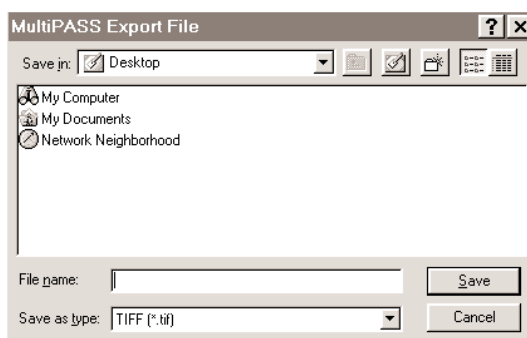 MultiPASS Export File
Save in: Desktop
My Computer
My Documents
Network Neighborhood
File name:
Save
Save as type: TIFF (*.tif)
Cancel